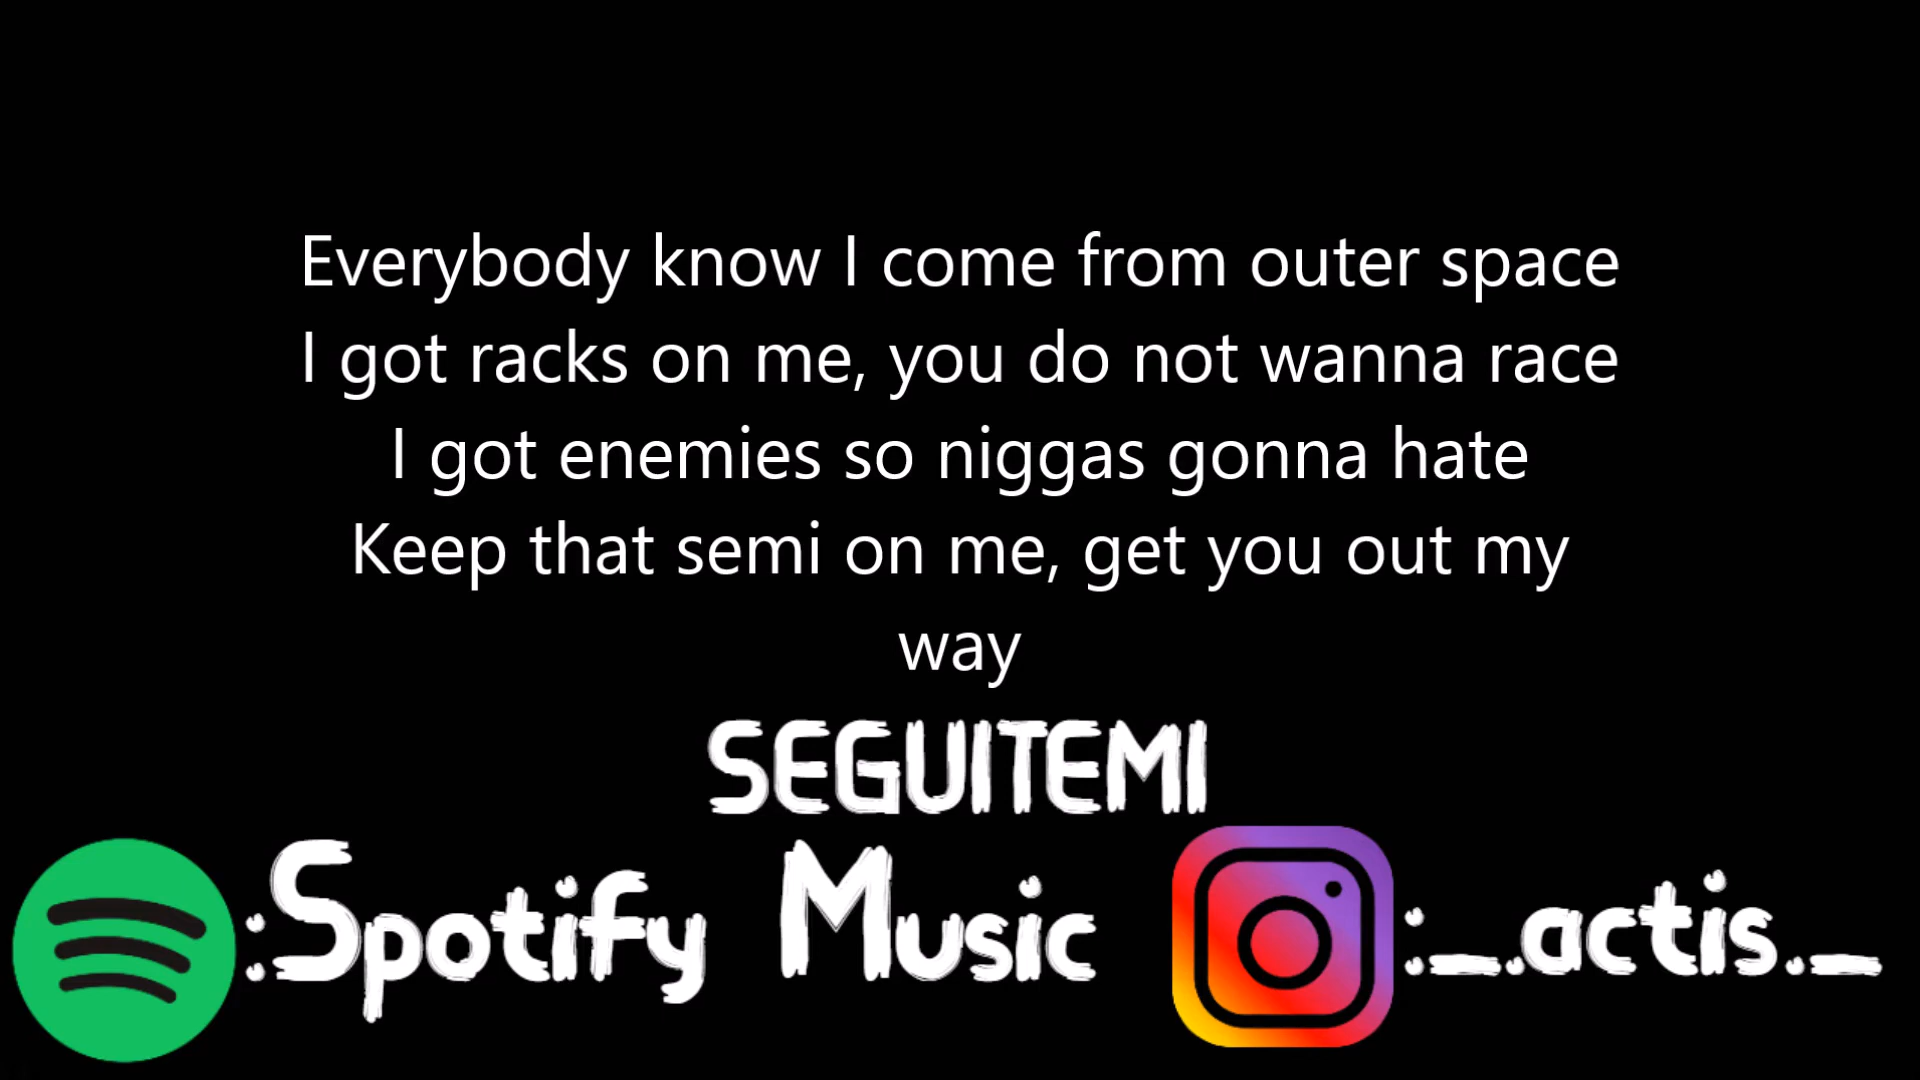 Everybody know I come from outer space
I got racks on me, you do not wanna race
I got enemies so niggas gonna hate
Keep that semi on me, get you out my
way
SEGUITEMI
:Spotify Music :_.actis._